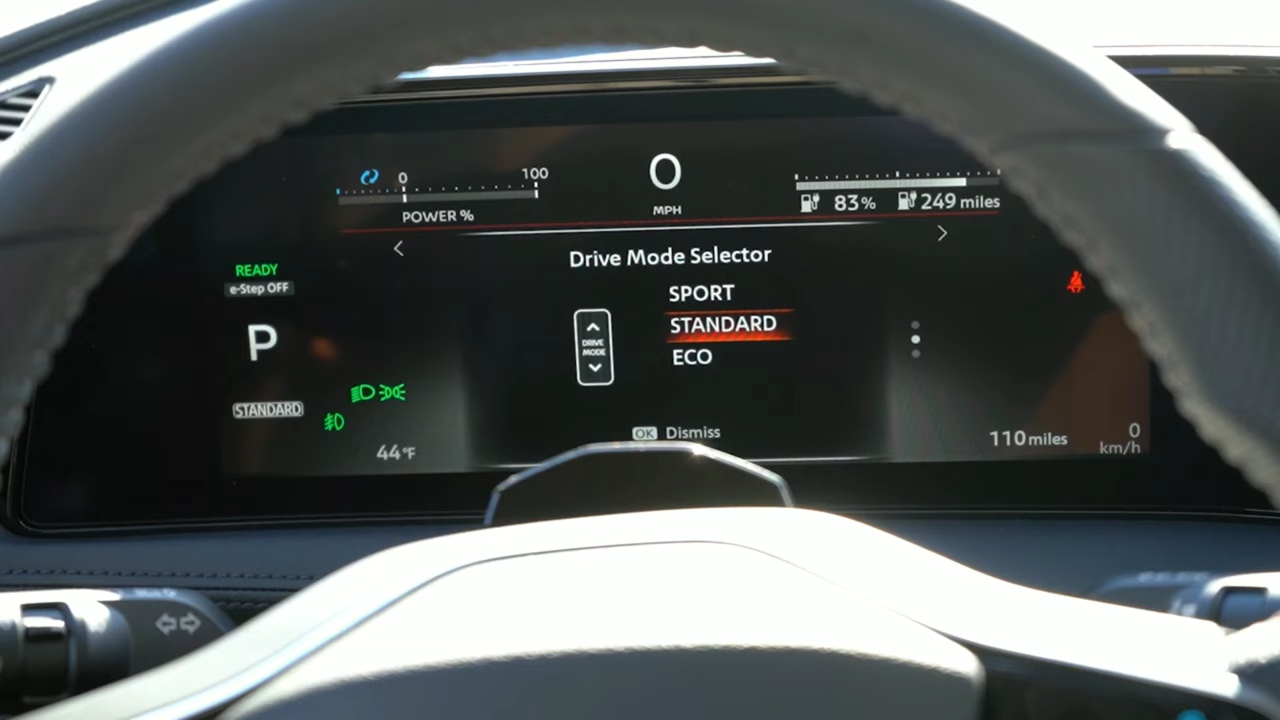 0
100
POWER %
0
MPH
83%
249 miles
Drive Mode Selector
READY
e-Step OFF
SPORT
STANDARD
ECO
DRIVE
MODE
P
STANDARD
OK Dismiss
44°F
110 miles
0
km/h